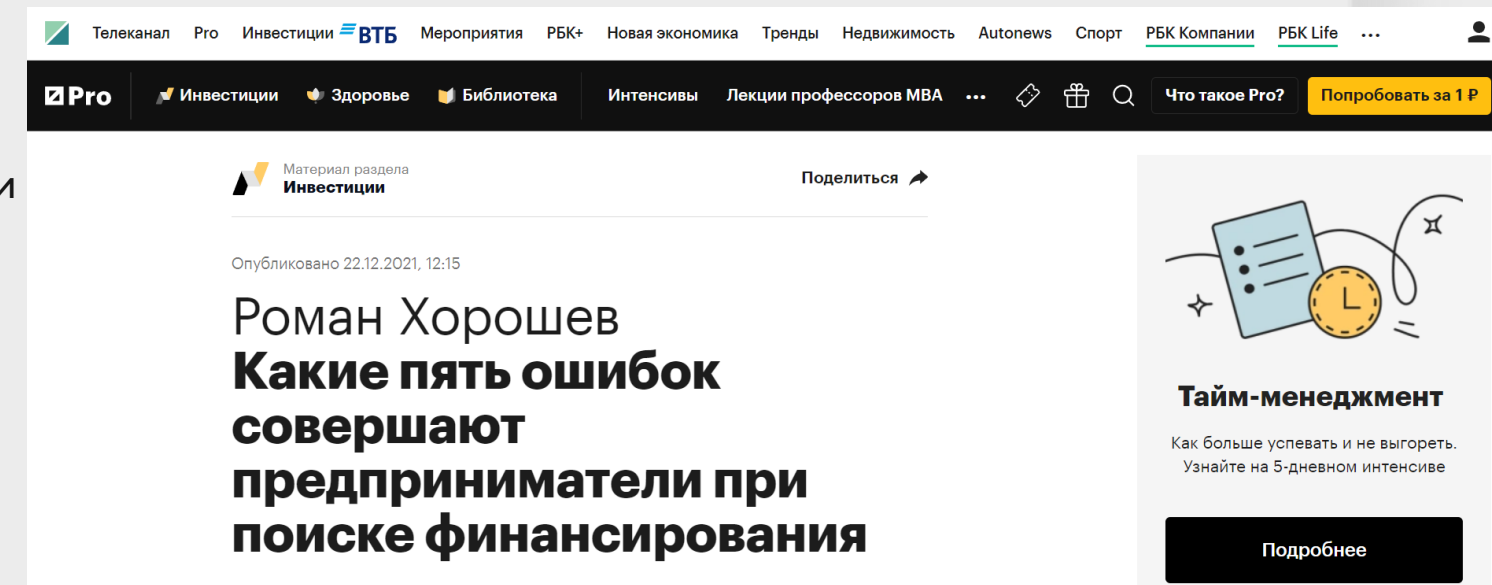 Телеканал Pro Инвестиции ВТБ Мероприятия РБК+ Новая экономика Тренды Недвижимость Autonews Спорт РБК Компании РБК Life ...
Pro Инвестиции Здоровье Библиотека Интенсивы Лекции профессоров MBA ... Что такое Pro? Попробовать за 1 ₽
и
Материал раздела
Инвестиции
Поделиться
Опубликовано 22.12.2021, 12:15
Роман Хорошев
Какие пять ошибок
совершают
предприниматели при
поиске финансирования
Тайм-менеджмент
Как больше успевать и не выгореть.
Узнайте на 5-дневном интенсиве
Подробнее